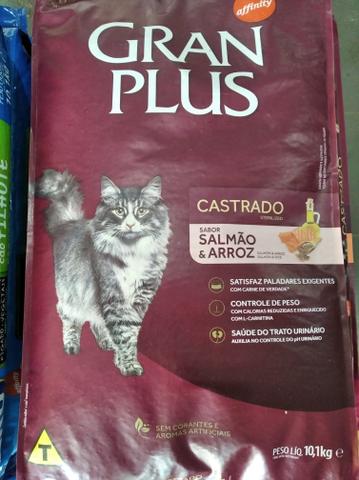 affinity
GRAN
PLUS
CASTRADO
SABOR
SALMÃO
& ARROZ
SATISFAZ PALADARES EXIGENTES
COM CARNE DE VERDADE*
CONTROLE DE PESO
COM CALORIAS REDUZIDAS E ENRIQUECIDO
COM L-CARNITINA
SAÚDE DO TRATO URINÁRIO
AUXILIA NO CONTROLE DO pH URINÁRIO
SEM CORANTES E
AROMAS ARTIFICIAIS
T
PESO LÍQ. 10,1kg e